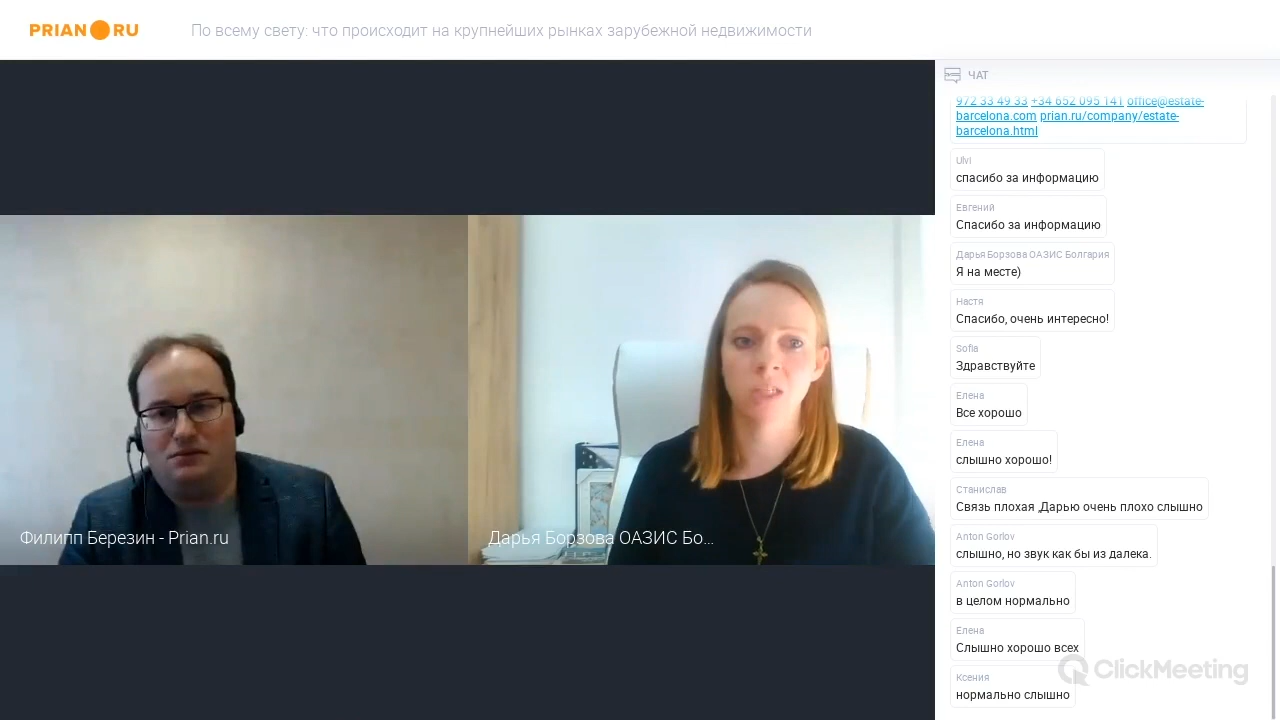 PRIAN RU
По всему свету: что происходит на крупнейших рынках зарубежной недвижимости
ЧАТ
972 33 49 33 +34 652 095 141 office@estate-
barcelona.com prian.ru/company/estate-
barcelona.html
Ulvi
спасибо за информацию
Евгений
Спасибо за информацию
Дарья Борзова ОАЗИС Болгария
Я на месте)
Настя
Спасибо, очень интересно!
Sofia
Здравствуйте
Елена
Все хорошо
Елена
слышно хорошо!
Станислав
Связь плохая ,Дарью очень плохо слышно
Anton Gorlov
слышно, но звук как бы из далека.
Anton Gorlov
в целом нормально
Елена
Слышно хорошо всех
Ксения
нормально слышно
ClickMeeting
Филипп Березин - Prian.ru
Дарья Борзова ОАЗИС Бо...